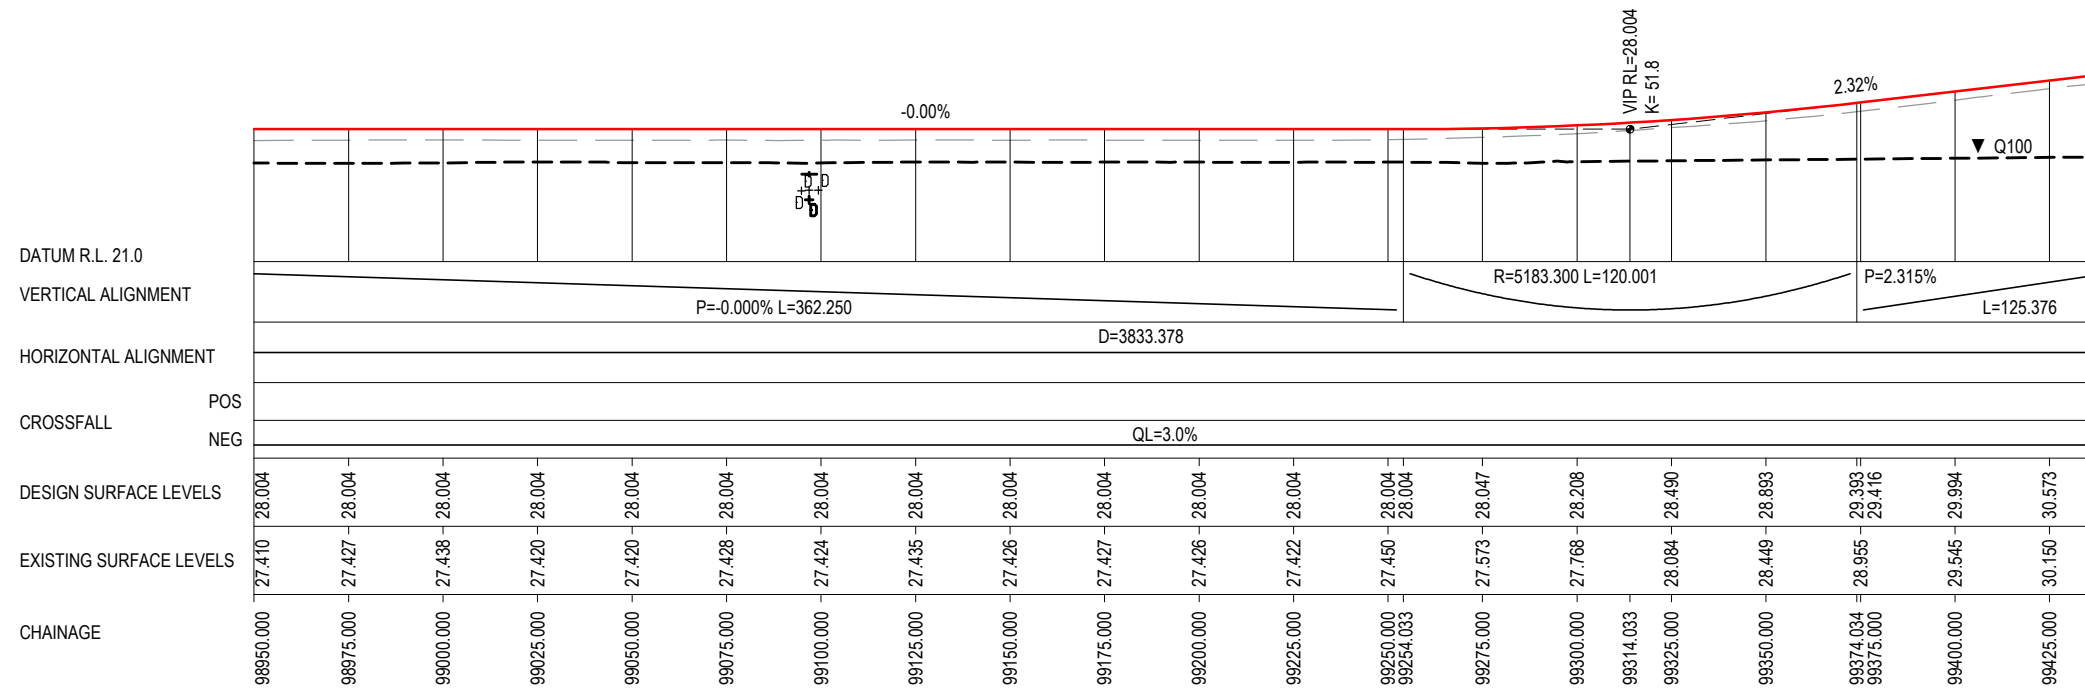 VIP RL=28.004
K= 51.8
-0.00%
2.32%
Q100
D D
D
D
DATUM R.L. 21.0
VERTICAL ALIGNMENT
P=-0.000% L=362.250
R=5183.300 L=120.001
P=2.315%
L=125.376
HORIZONTAL ALIGNMENT
D=3833.378
CROSSFALL
POS
NEG
QL=3.0%
DESIGN SURFACE LEVELS
28.004 28.004 28.004 28.004 28.004 28.004 28.004 28.004 28.004 28.004 28.004 28.004 28.004 28.004 28.047 28.208 28.490 28.893 29.393 29.416 29.994 30.573
EXISTING SURFACE LEVELS
27.410 27.427 27.438 27.420 27.420 27.428 27.424 27.435 27.426 27.427 27.426 27.422 27.450 27.573 27.768 28.084 28.449 28.955 29.545 30.150
CHAINAGE
98950.000 98975.000 99000.000 99025.000 99050.000 99075.000 99100.000 99125.000 99150.000 99175.000 99200.000 99225.000 99250.000 99254.033 99275.000 99300.000 99314.033 99325.000 99350.000 99374.034 99375.000 99400.000 99425.000